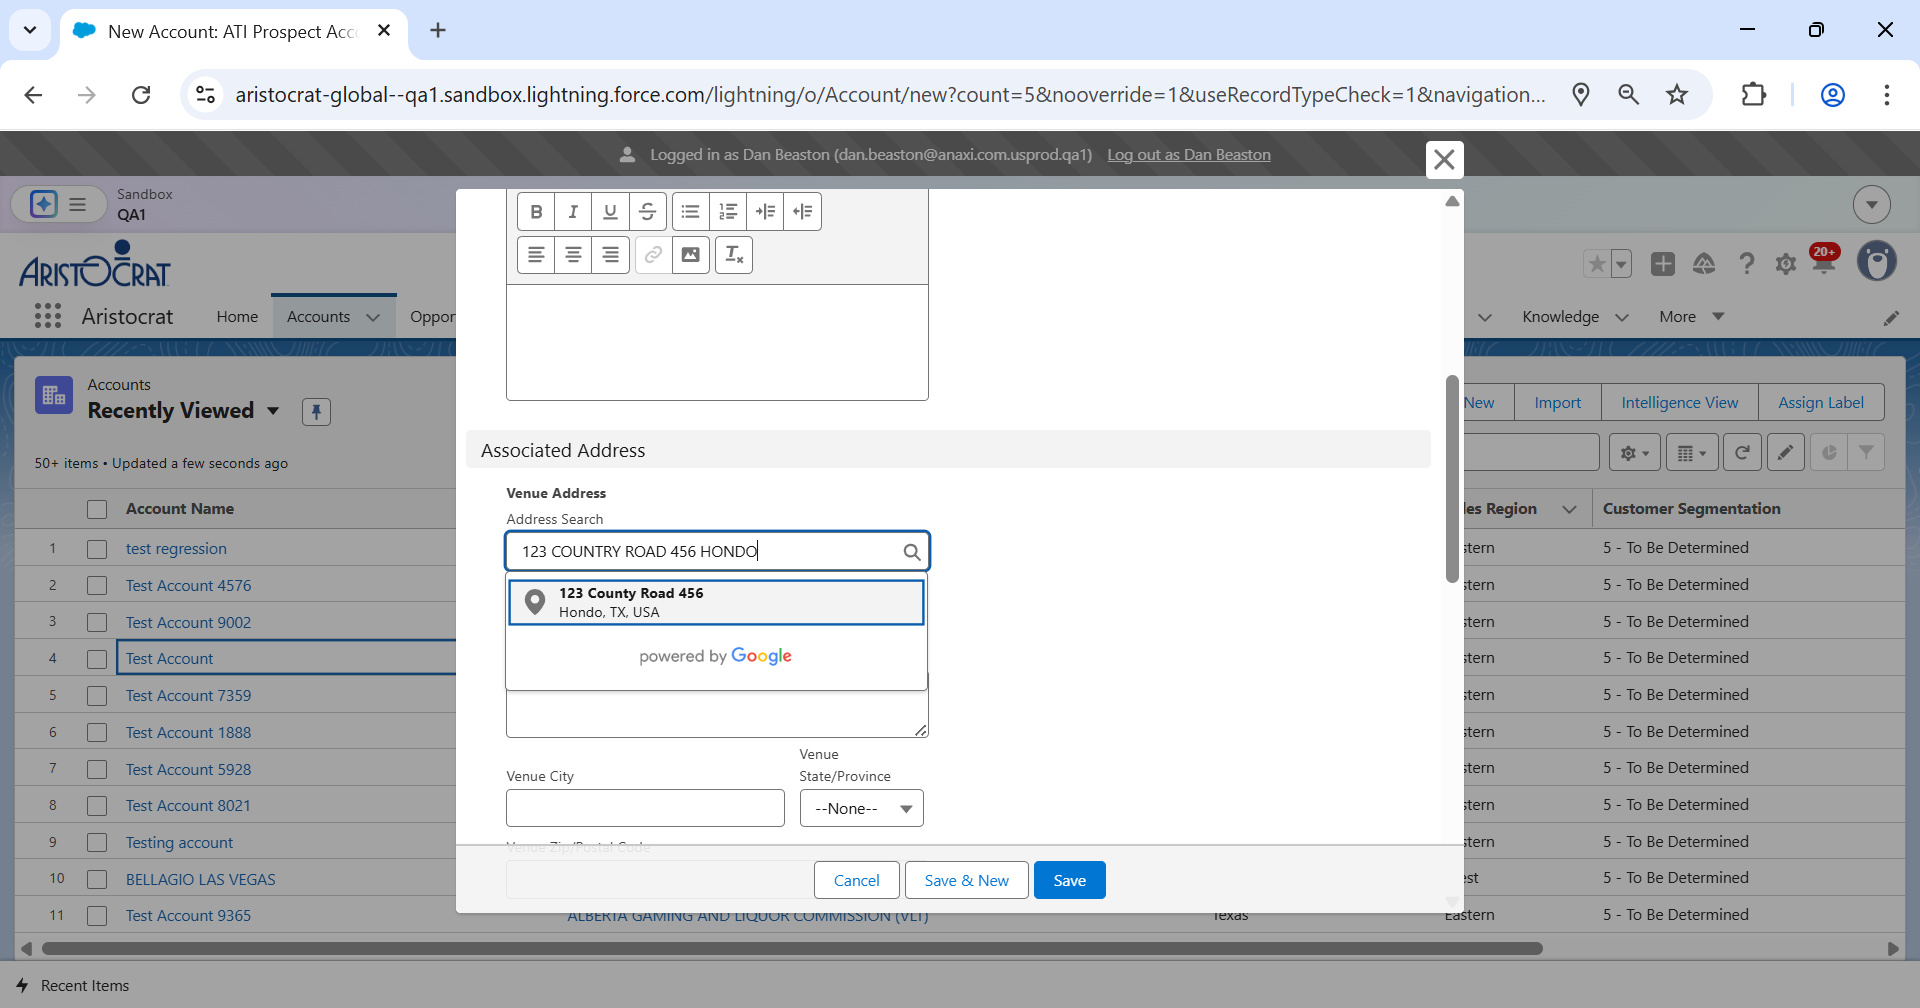 New Account: ATI Prospect Acc
aristocrat-global--qa1.sandbox.lightning.force.com/lightning/o/Account/new?count=5&nooverride=1&useRecordTypeCheck=1&navigation...
Logged in as Dan Beaston (dan.beaston@anaxi.com.usprod.qa1) Log out as Dan Beaston
Sandbox
QA1
ARISTOCRAT
20+
Aristocrat
Home
Accounts
Oppor
Knowledge
More
Accounts
Recently Viewed
50+ items • Updated a few seconds ago
New
Import
Intelligence View
Assign Label
Account Name
les Region
Customer Segmentation
1 test regression stern 5 - To Be Determined
2 Test Account 4576 stern 5 - To Be Determined
3 Test Account 9002 stern 5 - To Be Determined
4 Test Account stern 5 - To Be Determined
5 Test Account 7359 stern 5 - To Be Determined
6 Test Account 1888 stern 5 - To Be Determined
7 Test Account 5928 stern 5 - To Be Determined
8 Test Account 8021 stern 5 - To Be Determined
9 Testing account stern 5 - To Be Determined
10 BELLAGIO LAS VEGAS est 5 - To Be Determined
11 Test Account 9365 ALBERTA GAMING AND LIQUOR COMMISSION (VLT) Texas Eastern 5 - To Be Determined
B I U S
Associated Address
Venue Address
Address Search
123 COUNTRY ROAD 456 HONDO
123 County Road 456
Hondo, TX, USA
powered by Google
Venue City
Venue
State/Province
--None--
Venue Zip/Postal Code
Cancel
Save & New
Save
Recent Items